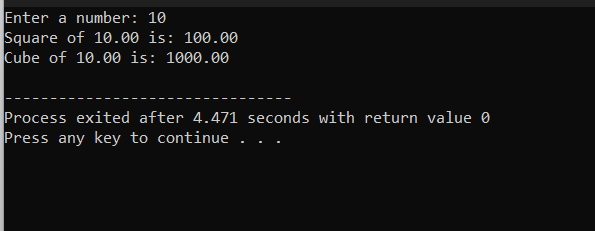 Enter a number: 10
Square of 10.00 is: 100.00
Cube of 10.00 is: 1000.00
--------------------------------
Process exited after 4.471 seconds with return value 0
Press any key to continue . . .